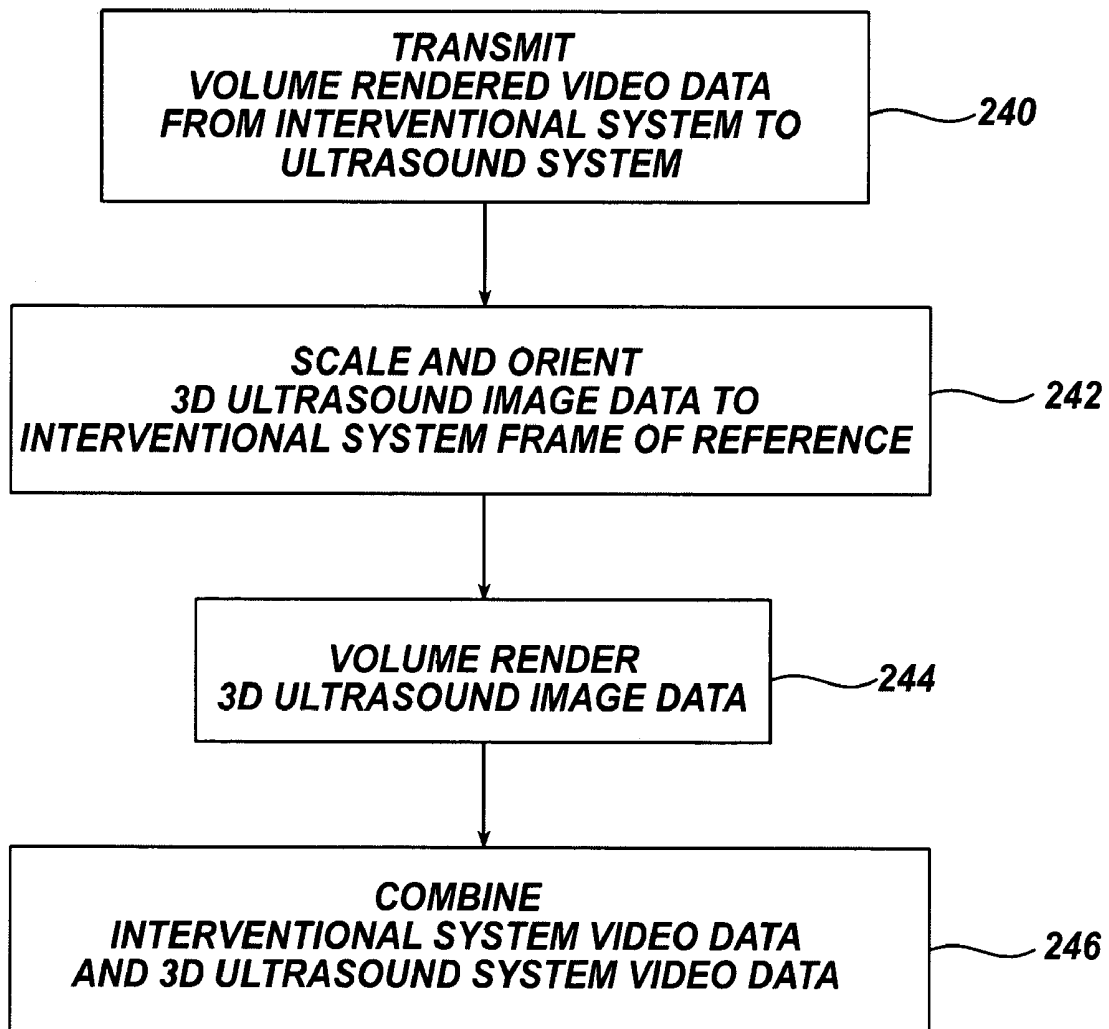 TRANSMIT
VOLUME RENDERED VIDEO DATA
FROM INTERVENTIONAL SYSTEM TO
ULTRASOUND SYSTEM
240
SCALE AND ORIENT
3D ULTRASOUND IMAGE DATA TO
INTERVENTIONAL SYSTEM FRAME OF REFERENCE
242
VOLUME RENDER
3D ULTRASOUND IMAGE DATA
244
COMBINE
INTERVENTIONAL SYSTEM VIDEO DATA
AND 3D ULTRASOUND SYSTEM VIDEO DATA
246